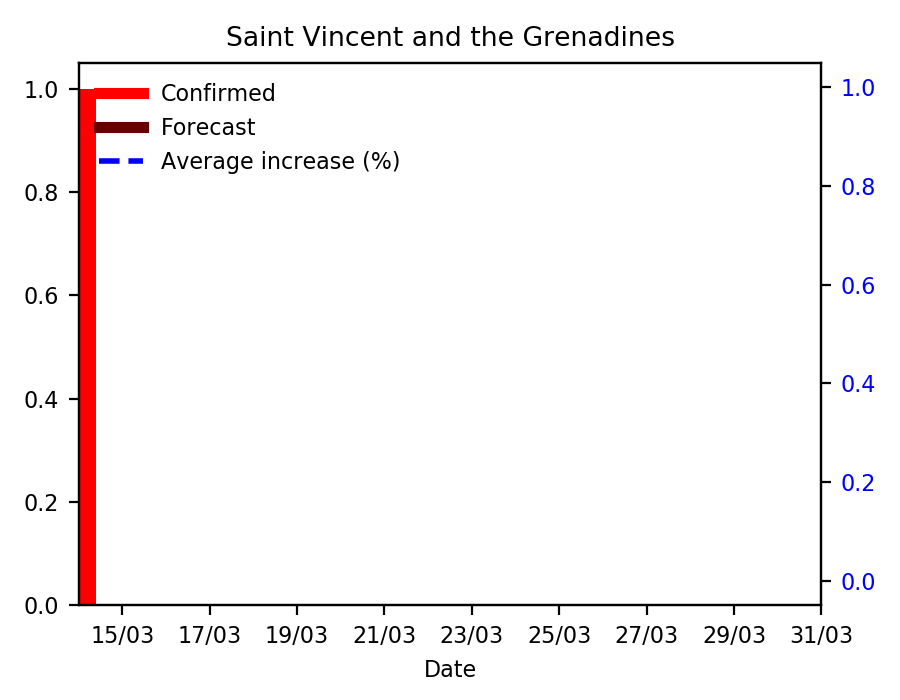 Saint Vincent and the Grenadines
Confirmed
Forecast
Average increase (%)
1.0
0.8
0.6
0.4
0.2
0.0
1.0
0.8
0.6
0.4
0.2
0.0
15/03 17/03 19/03 21/03 23/03 25/03 27/03 29/03 31/03
Date